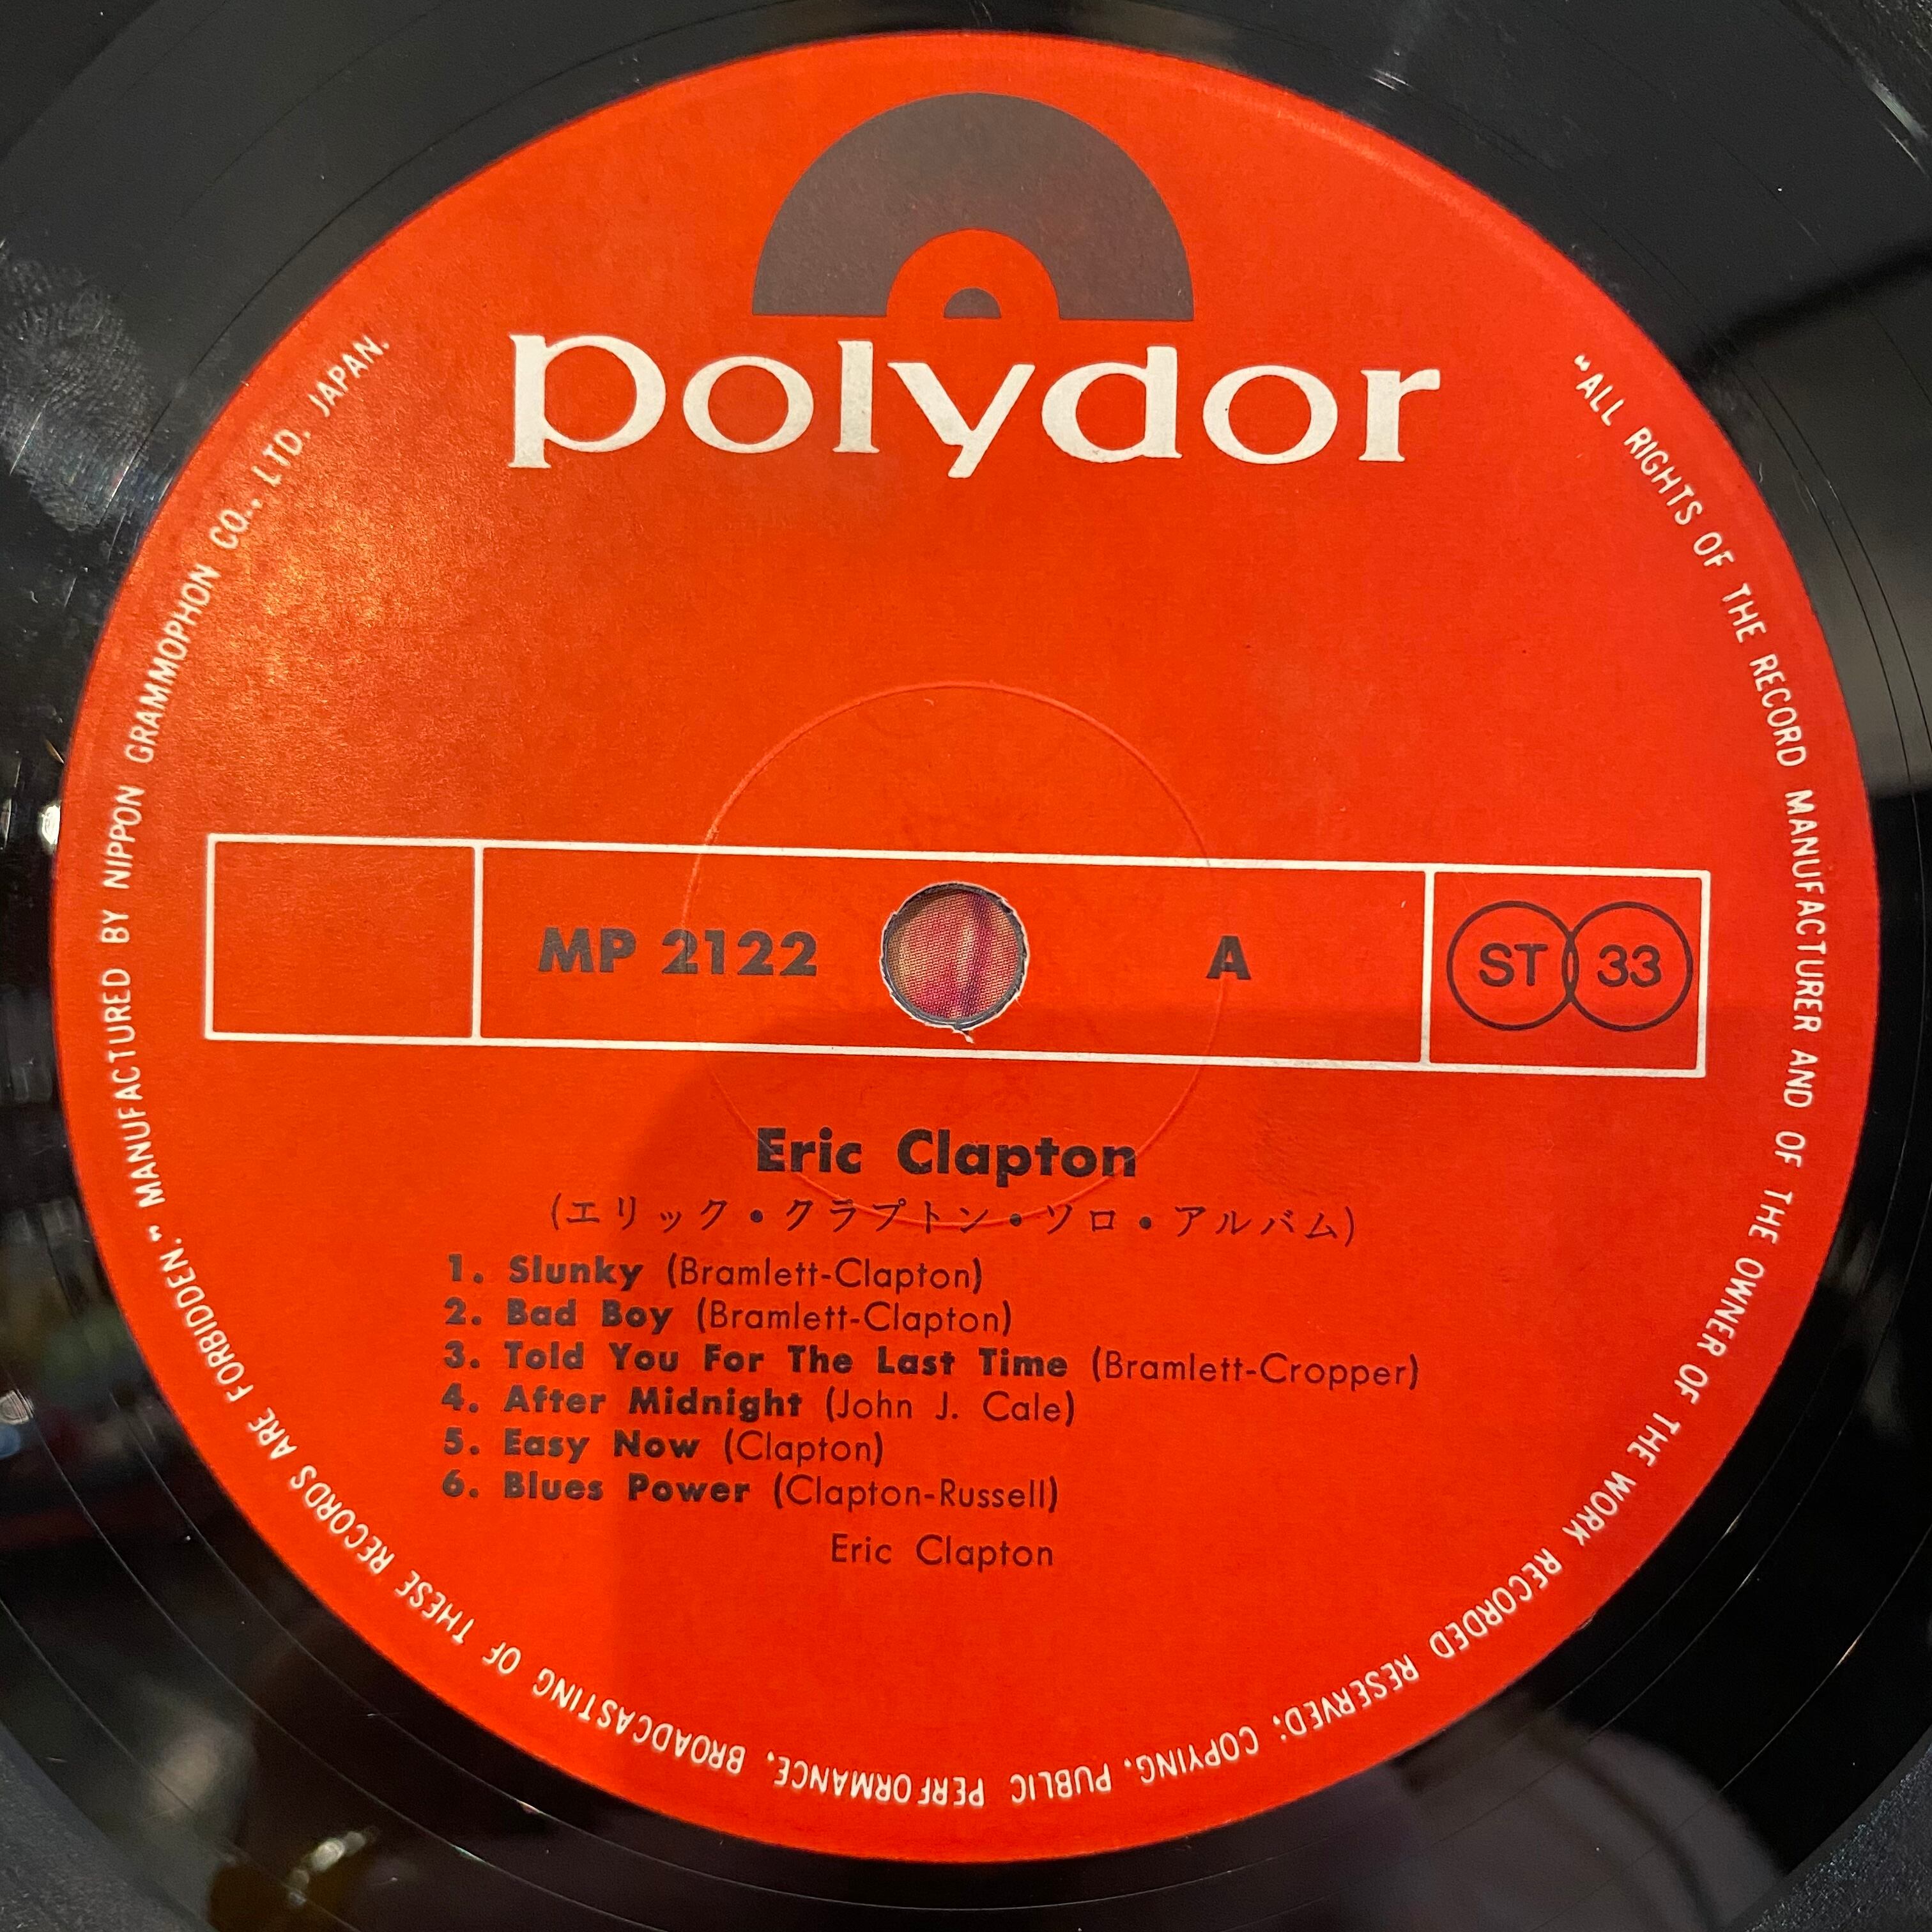 polydor
MP 2122
A
ST 33
Eric Clapton
(エリック・クラプトン・ソロ・アルバム)
1. Slunky (Bramlett-Clapton)
2. Bad Boy (Bramlett-Clapton)
3. Told You For The Last Time (Bramlett-Cropper)
4. After Midnight (John J. Cale)
5. Easy Now (Clapton)
6. Blues Power (Clapton-Russell)
Eric Clapton
"ALL RIGHTS OF THE RECORD MANUFACTURER AND OF THE OWNER OF THE WORK RECORDED RESERVED; COPYING, PUBLIC PERFORMANCE, BROADCASTING OF THESE RECORDS ARE FORBIDDEN." MANUFACTURED BY NIPPON GRAMMOPHON CO., LTD. JAPAN.